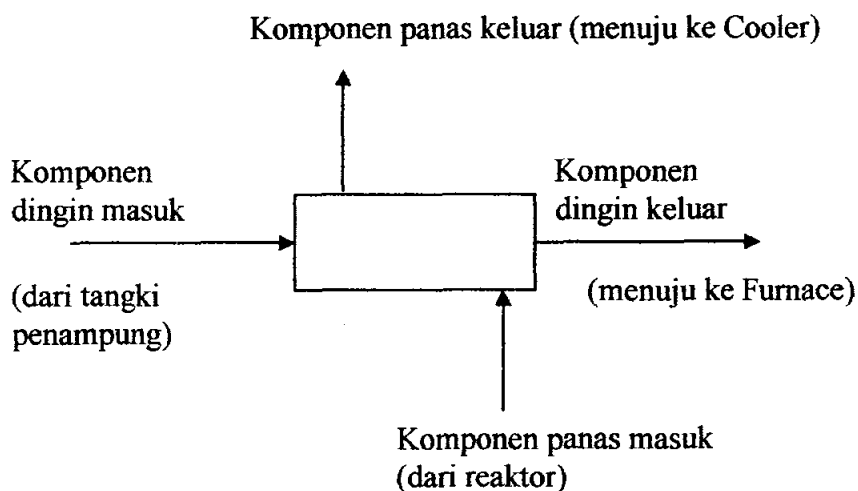 Komponen panas keluar (menuju ke Cooler)
Komponen
dingin masuk
(dari tangki
penampung)
Komponen
dingin keluar
(menuju ke Furnace)
Komponen panas masuk
(dari reaktor)